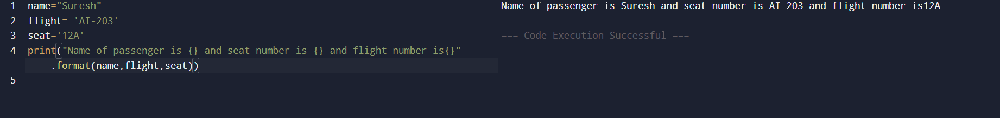 1 name="Suresh"
2 flight= 'AI-203'
3 seat='12A'
4 print("Name of passenger is {} and seat number is {} and flight number is{}"
.format(name,flight,seat))
5
Name of passenger is Suresh and seat number is AI-203 and flight number is12A
=== Code Execution Successful ===